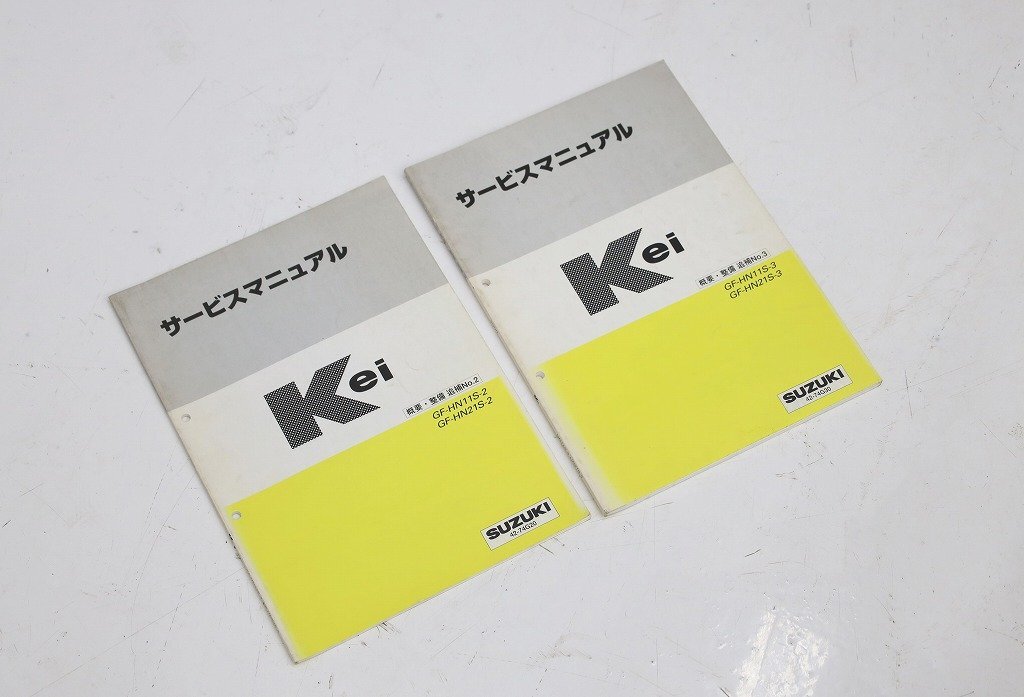 サービスマニュアル
Kei
概要・整備 追補No.2
GF-HN11S-2
GF-HN21S-2
SUZUKI
42-74G20
サービスマニュアル
Kei
概要・整備 追補No.3
GF-HN11S-3
GF-HN21S-3
SUZUKI
42-74G30